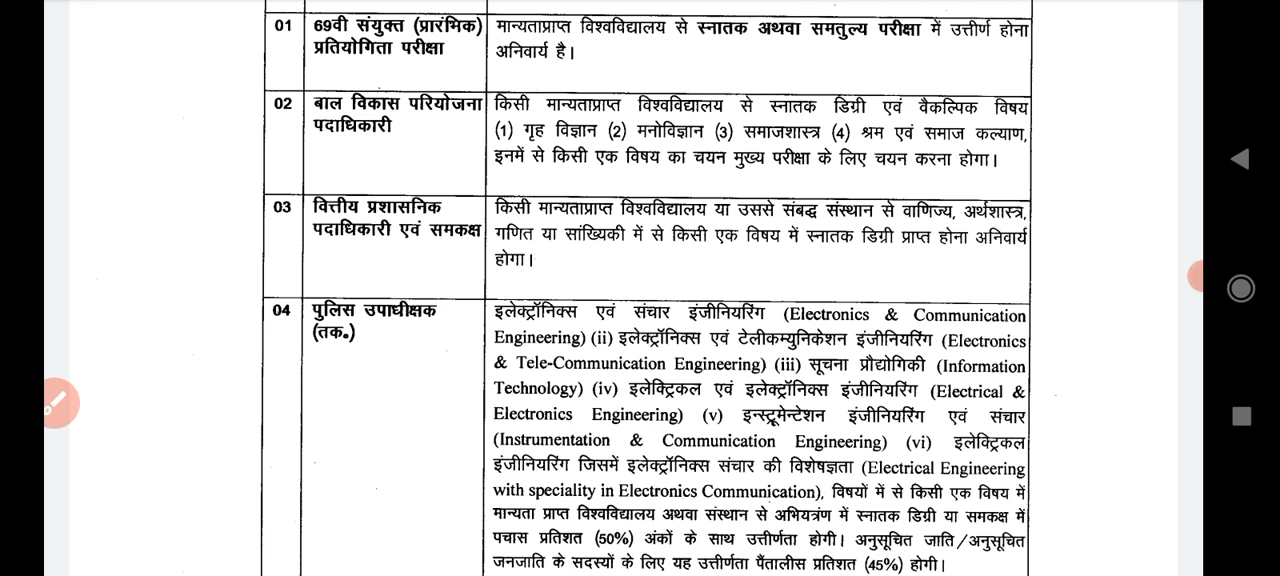 01
69वी संयुक्त (प्रारंमिक)
प्रतियोगिता परीक्षा
मान्यताप्राप्त विश्वविद्यालय से स्नातक अथवा समतुल्य परीक्षा में उत्तीर्ण होना
अनिवार्य है।
02
बाल विकास परियोजना
पदाधिकारी
किसी मान्यताप्राप्त विश्वविद्यालय से स्नातक डिग्री एवं वैकल्पिक विषय
(1) गृह विज्ञान (2) मनोविज्ञान (3) समाजशास्त्र (4) श्रम एवं समाज कल्याण,
इनमें से किसी एक विषय का चयन मुख्य परीक्षा के लिए चयन करना होगा।
03
वित्तीय प्रशासनिक
पदाधिकारी एवं समकक्ष
किसी मान्यताप्राप्त विश्वविद्यालय या उससे संबद्ध संस्थान से वाणिज्य, अर्थशास्त्र,
गणित या सांख्यिकी में से किसी एक विषय में स्नातक डिग्री प्राप्त होना अनिवार्य
होगा।
04
पुलिस उपाधीक्षक
(तक०)
इलेक्ट्रॉनिक्स एवं संचार इंजीनियरिंग (Electronics & Communication
Engineering) (ii) इलेक्ट्रॉनिक्स एवं टेलीकम्युनिकेशन इंजीनियरिंग (Electronics
& Tele-Communication Engineering) (iii) सूचना प्रौद्योगिकी (Information
Technology) (iv) इलेक्ट्रिकल एवं इलेक्ट्रॉनिक्स इंजीनियरिंग (Electrical &
Electronics Engineering) (v) इन्स्ट्रूमेन्टेशन इंजीनियरिंग एवं संचार
(Instrumentation & Communication Engineering) (vi) इलेक्ट्रिकल
इंजीनियरिंग जिसमें इलेक्ट्रॉनिक्स संचार की विशेषज्ञता (Electrical Engineering
with speciality in Electronics Communication), विषयों में से किसी एक विषय में
मान्यता प्राप्त विश्वविद्यालय अथवा संस्थान से अभियत्रंण में स्नातक डिग्री या समकक्ष में
पचास प्रतिशत (50%) अंकों के साथ उत्तीर्णता होगी। अनुसूचित जाति/अनुसूचित
जनजाति के सदस्यों के लिए यह उत्तीर्णता पैंतालीस प्रतिशत (45%) होगी।